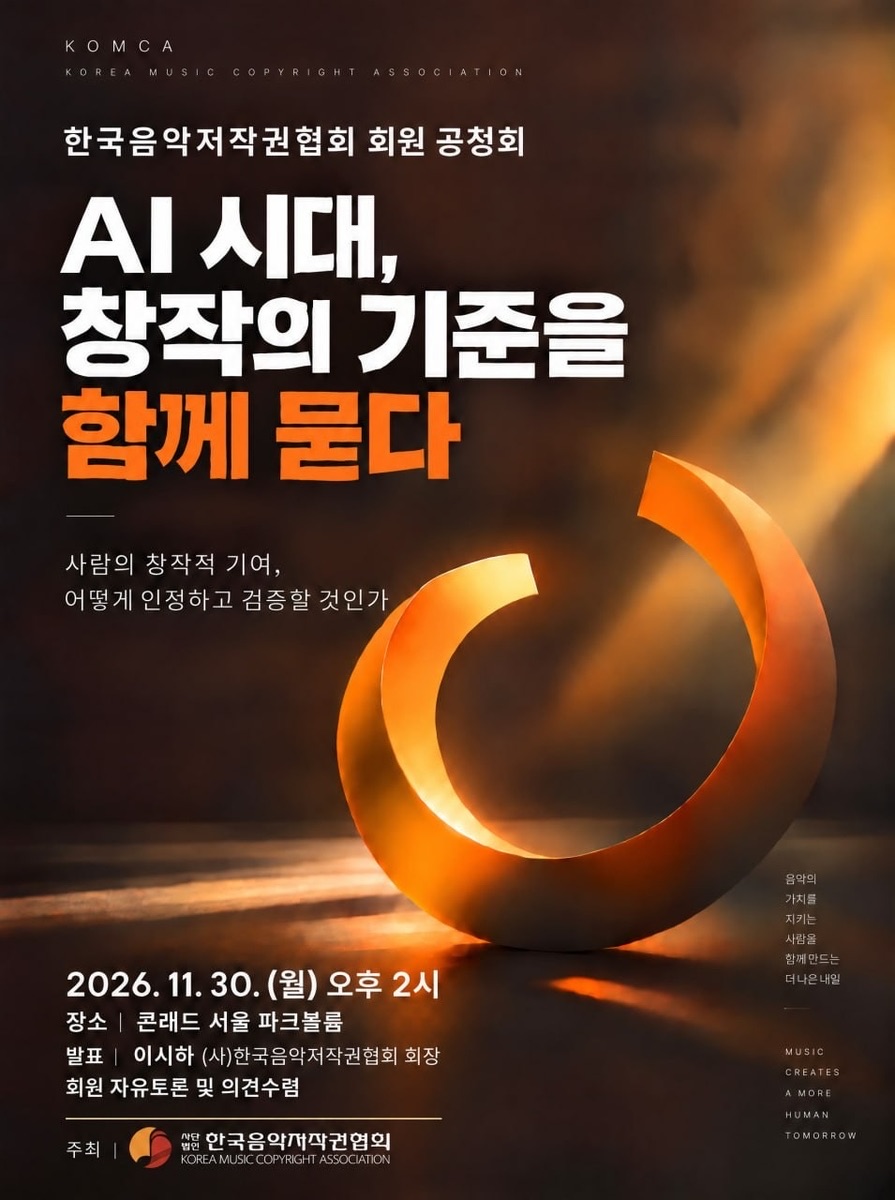 KOMCA
KOREA MUSIC COPYRIGHT ASSOCIATION
한국음악저작권협회 회원 공청회
AI 시대,
창작의 기준을
함께 묻다
사람의 창작적 기여,
어떻게 인정하고 검증할 것인가
음악의
가치를
지키는
사람을
함께 만드는
더 나은 내일
2026. 11. 30. (월) 오후 2시
장소 | 콘래드 서울 파크볼룸
발표 | 이시하 (사)한국음악저작권협회 회장
회원 자유토론 및 의견수렴
MUSIC
CREATES
A MORE
HUMAN
TOMORROW
주최 | 사단법인 한국음악저작권협회
KOREA MUSIC COPYRIGHT ASSOCIATION